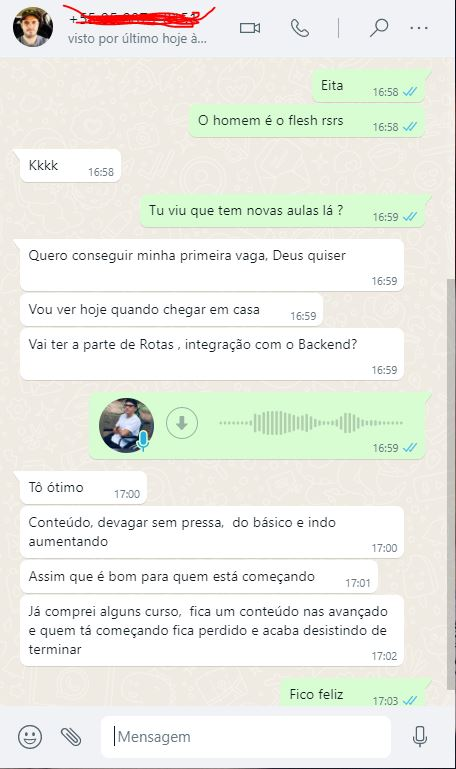 visto por último hoje à...
Eita
16:58
O homem é o flesh rsrs
16:58
Kkkk
16:58
Tu viu que tem novas aulas lá ?
16:59
Quero conseguir minha primeira vaga, Deus quiser
16:59
Vou ver hoje quando chegar em casa
16:59
Vai ter a parte de Rotas , integração com o Backend?
16:59
16:59
Tô ótimo
17:00
Conteúdo, devagar sem pressa, do básico e indo
aumentando
17:00
Assim que é bom para quem está começando
17:01
Já comprei alguns curso, fica um conteúdo nas avançado
e quem tá começando fica perdido e acaba desistindo de
terminar
17:02
Fico feliz
17:03
Mensagem